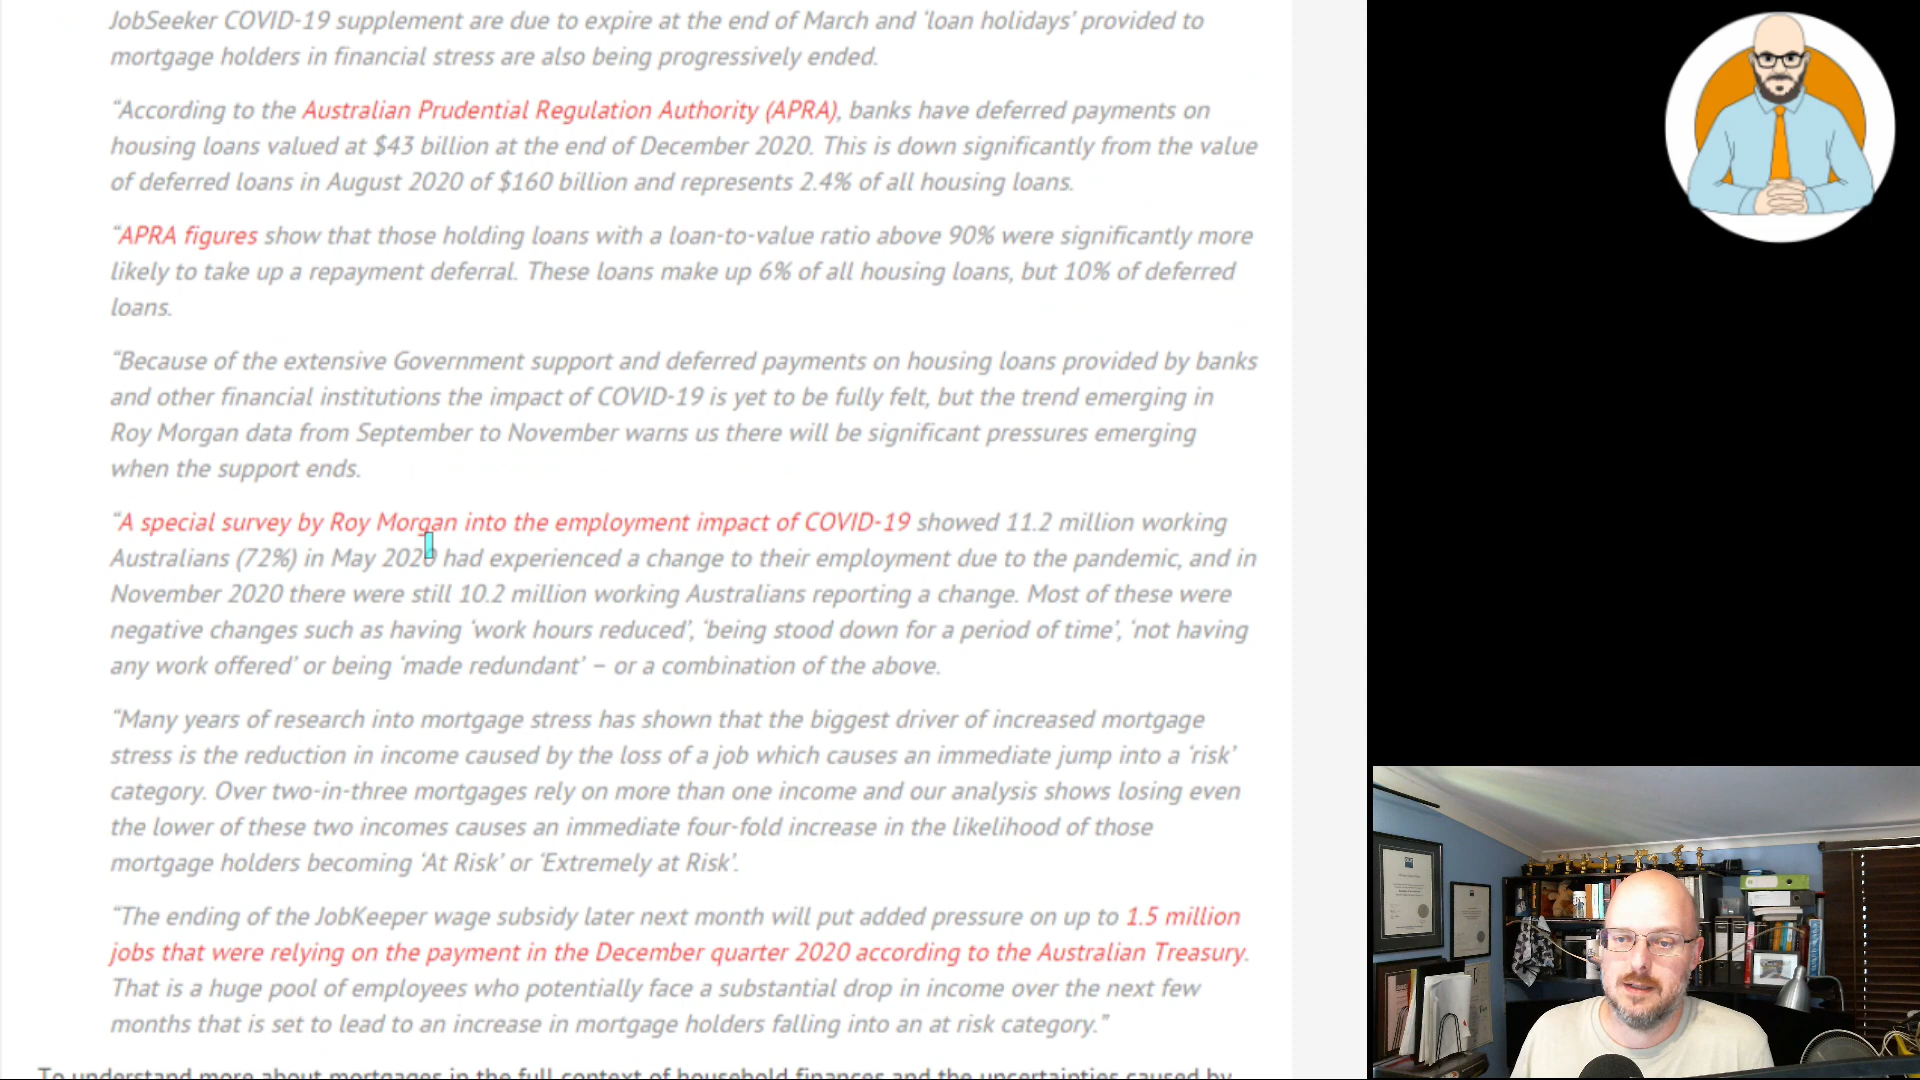 JobSeeker COVID-19 supplement are due to expire at the end of March and ‘loan holidays’ provided to
mortgage holders in financial stress are also being progressively ended.
“According to the Australian Prudential Regulation Authority (APRA), banks have deferred payments on
housing loans valued at $43 billion at the end of December 2020. This is down significantly from the value
of deferred loans in August 2020 of $160 billion and represents 2.4% of all housing loans.
“APRA figures show that those holding loans with a loan-to-value ratio above 90% were significantly more
likely to take up a repayment deferral. These loans make up 6% of all housing loans, but 10% of deferred
loans.
“Because of the extensive Government support and deferred payments on housing loans provided by banks
and other financial institutions the impact of COVID-19 is yet to be fully felt, but the trend emerging in
Roy Morgan data from September to November warns us there will be significant pressures emerging
when the support ends.
“A special survey by Roy Morgan into the employment impact of COVID-19 showed 11.2 million working
Australians (72%) in May 2020 had experienced a change to their employment due to the pandemic, and in
November 2020 there were still 10.2 million working Australians reporting a change. Most of these were
negative changes such as having ‘work hours reduced’, ‘being stood down for a period of time’, ‘not having
any work offered’ or being ‘made redundant’ – or a combination of the above.
“Many years of research into mortgage stress has shown that the biggest driver of increased mortgage
stress is the reduction in income caused by the loss of a job which causes an immediate jump into a ‘risk’
category. Over two-in-three mortgages rely on more than one income and our analysis shows losing even
the lower of these two incomes causes an immediate four-fold increase in the likelihood of those
mortgage holders becoming ‘At Risk’ or ‘Extremely at Risk’.
“The ending of the JobKeeper wage subsidy later next month will put added pressure on up to 1.5 million
jobs that were relying on the payment in the December quarter 2020 according to the Australian Treasury.
That is a huge pool of employees who potentially face a substantial drop in income over the next few
months that is set to lead to an increase in mortgage holders falling into an at risk category.”
To understand more about mortgages in the full context of household finances and the uncertainties caused by